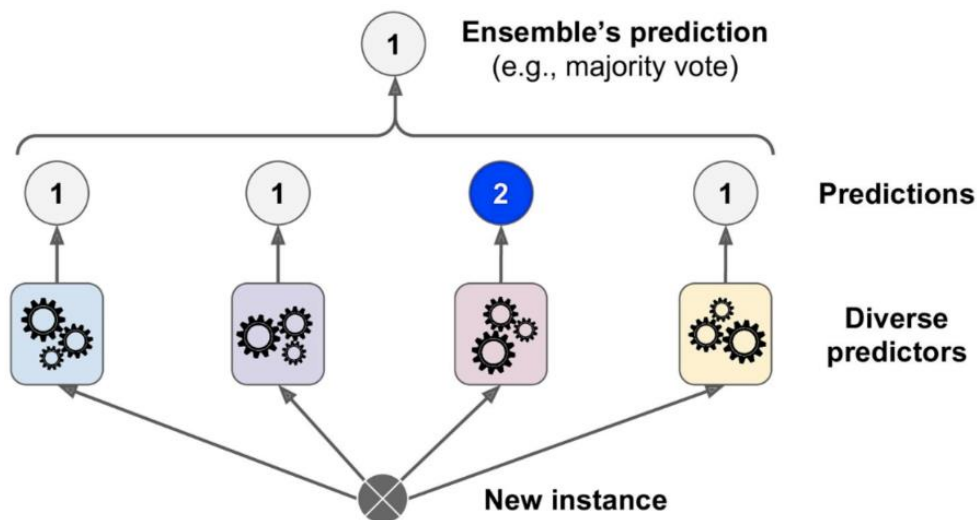 1
Ensemble’s prediction
(e.g., majority vote)
1 1 2 1 Predictions
Diverse
predictors
New instance